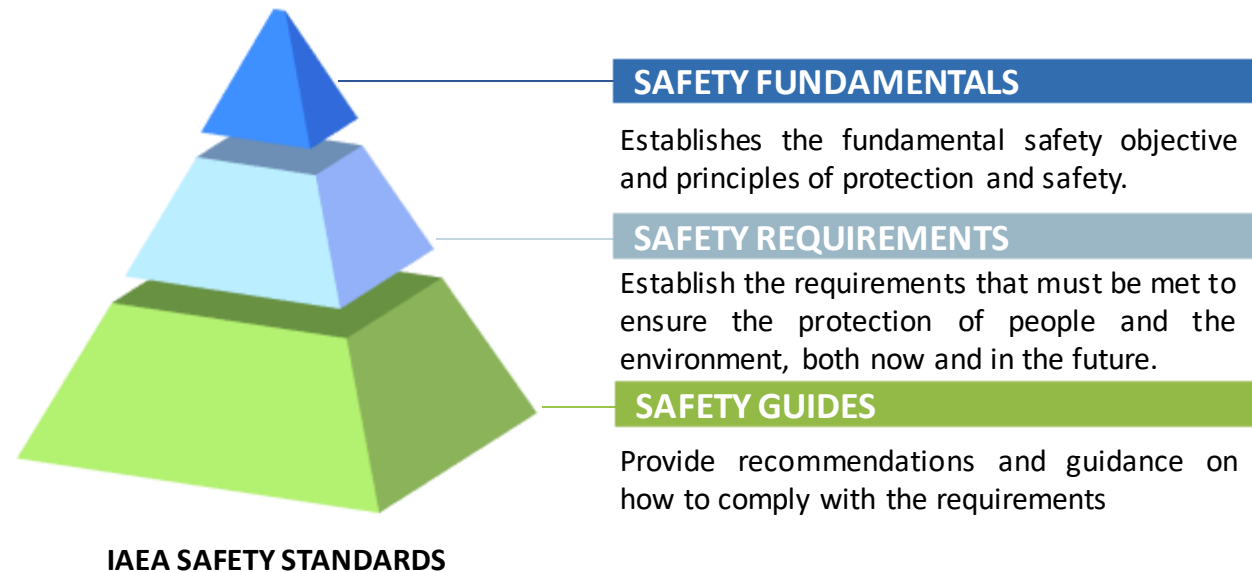 SAFETY FUNDAMENTALS
Establishes the fundamental safety objective
and principles of protection and safety.
SAFETY REQUIREMENTS
Establish the requirements that must be met to
ensure the protection of people and the
environment, both now and in the future.
SAFETY GUIDES
Provide recommendations and guidance on
how to comply with the requirements
IAEA SAFETY STANDARDS